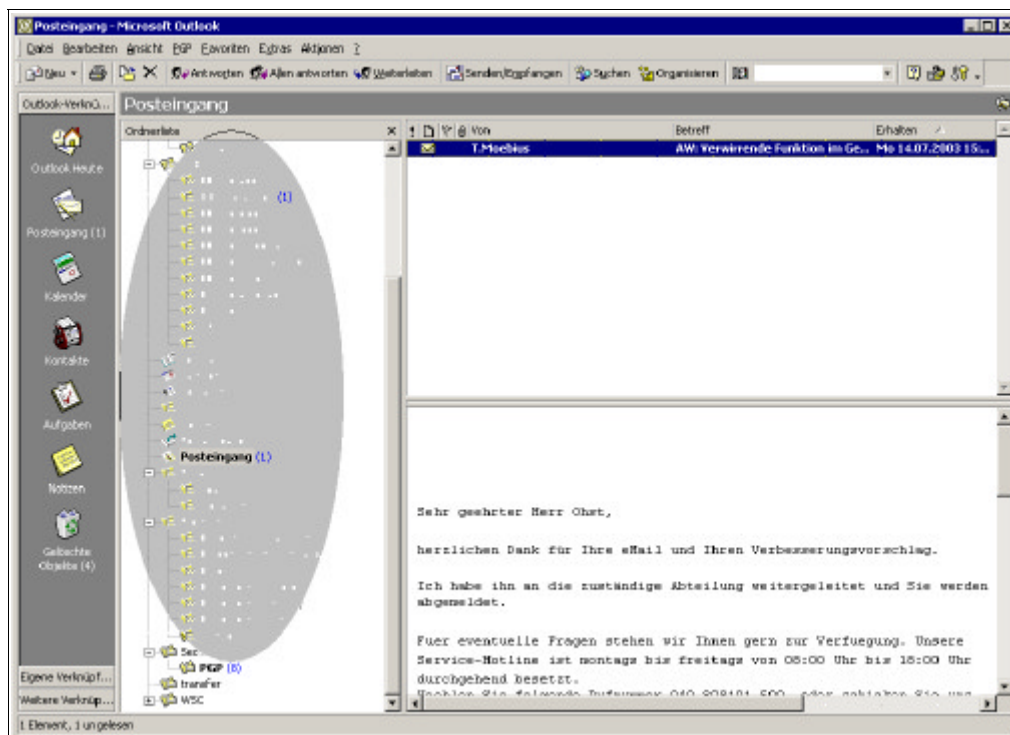 Posteingang - Microsoft Outlook
Datei Bearbeiten Ansicht PGP Favoriten Extras Aktionen ?
Neu Antworten Allen antworten Weiterleiten Senden/Empfangen Suchen Organisieren
Outlook-Verknü... Posteingang
Ordnerliste
Von Betreff Erhalten
T.Moebius AW: Verwirrende Funktion im Ge... Mo 14.07.2003 15:...
Outlook Heute
(1)
Posteingang (1)
Kalender
Kontakte
Aufgaben
Posteingang (1)
Notizen
Gelöschte
Objekte (4)
Sec
PGP (8)
transfer
WSC
Eigene Verknüpf...
Weitere Verknüp...
Sehr geehrter Herr Ohst,
herzlichen Dank für Ihre eMail und Ihren Verbesserungsvorschlag.
Ich habe ihn an die zuständige Abteilung weitergeleitet und Sie werden
abgemeldet.
Fuer eventuelle Fragen stehen wir Ihnen gern zur Verfuegung. Unsere
Service-Hotline ist montags bis freitags von 08:00 Uhr bis 18:00 Uhr
durchgehend besetzt.
1 Element, 1 ungelesen